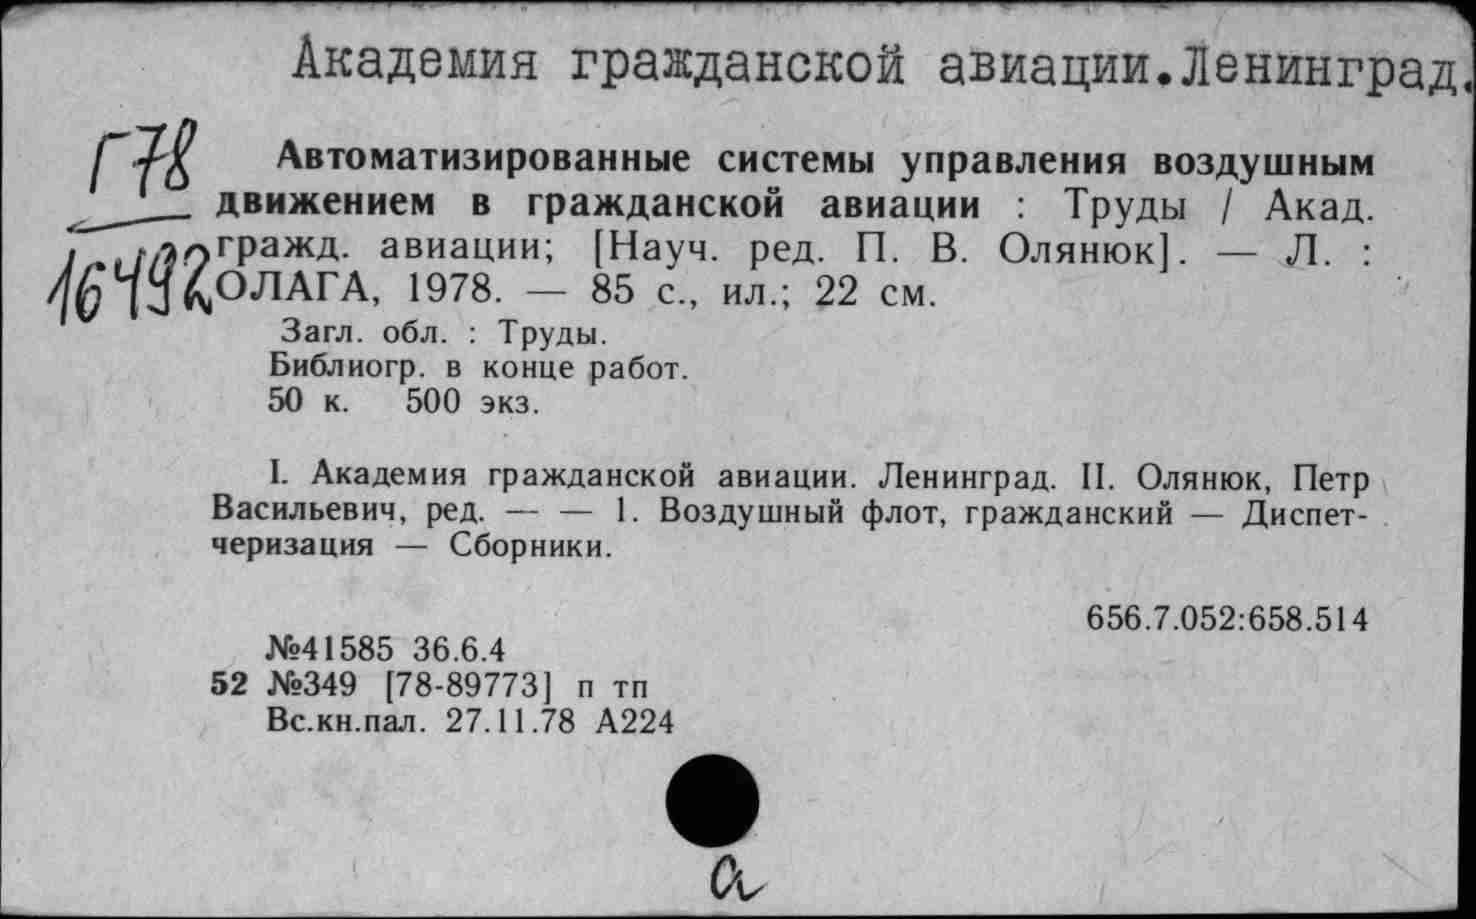 Академия гражданской авиации.Ленинград.
Г78
16492
Автоматизированные системы управления воздушным
движением в гражданской авиации : Труды / Акад.
гражд. авиации; [Науч. ред. П. В. Олянюк]. — Л. :
ОЛАГА, 1978. — 85 с., ил.; 22 см.
Загл. обл. : Труды.
Библиогр. в конце работ.
50 к. 500 экз.
I. Академия гражданской авиации. Ленинград. II. Олянюк, Петр
Васильевич, ред. — — 1. Воздушный флот, гражданский — Диспет-
черизация — Сборники.
656.7.052:658.514
№41585 36.6.4
52 №349 [78-89773] п тп
Вс.кн.пал. 27.11.78 А224
а